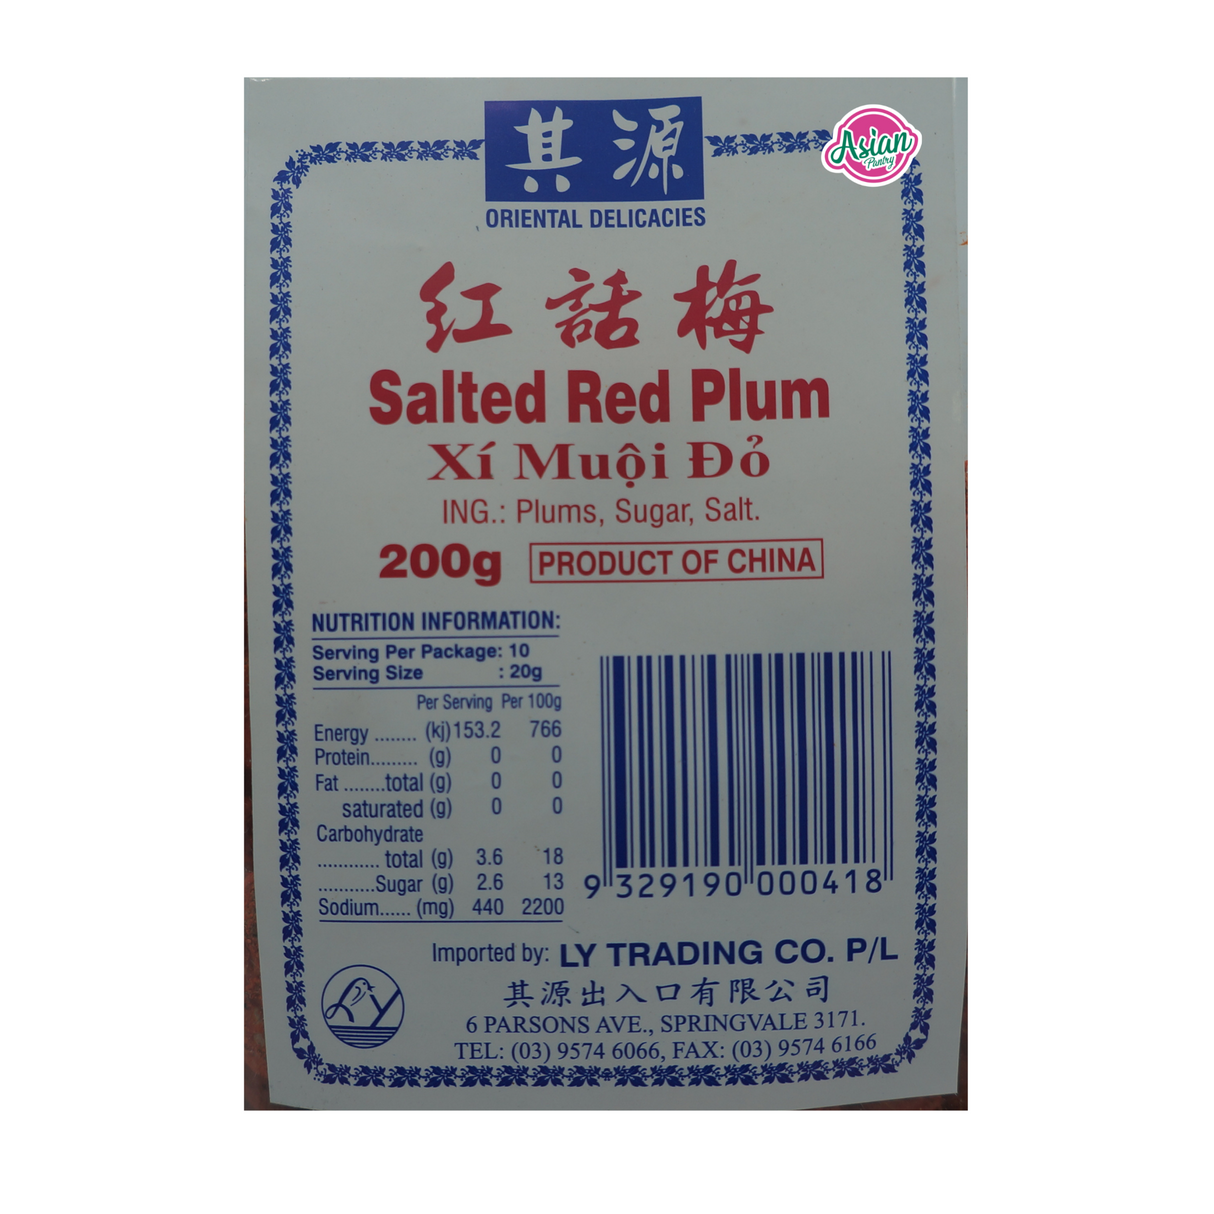 其源
Asian
Pantry
ORIENTAL DELICACIES
红話梅
Salted Red Plum
Xí Muội Đỏ
ING.: Plums, Sugar, Salt.
200g PRODUCT OF CHINA
NUTRITION INFORMATION:
Serving Per Package: 10
Serving Size : 20g
Per Serving Per 100g
Energy ........ (kj) 153.2 766
Protein......... (g) 0 0
Fat ........total (g) 0 0
saturated (g) 0 0
Carbohydrate
............ total (g) 3.6 18
...........Sugar (g) 2.6 13
Sodium...... (mg) 440 2200
9 329190 000418
Imported by: LY TRADING CO. P/L
其源出入口有限公司
LY
6 PARSONS AVE., SPRINGVALE 3171.
TEL: (03) 9574 6066, FAX: (03) 9574 6166